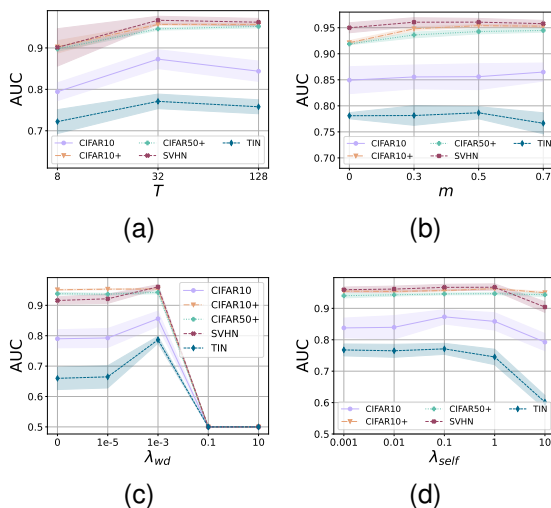 AUC
0.9
0.8
0.7
8
32
128
T
CIFAR10
CIFAR10+
CIFAR50+
SVHN
TIN
(a)
AUC
0.95
0.90
0.85
0.80
0.75
0.70
0
0.3
0.5
0.7
m
CIFAR10
CIFAR10+
CIFAR50+
SVHN
TIN
(b)
AUC
0.9
0.8
0.7
0.6
0.5
0
1e-5
1e-3
0.1
10
λwd
CIFAR10
CIFAR10+
CIFAR50+
SVHN
TIN
(c)
AUC
1.0
0.9
0.8
0.7
0.6
0.5
0.001
0.01
0.1
1
10
λself
CIFAR10
CIFAR10+
CIFAR50+
SVHN
TIN
(d)